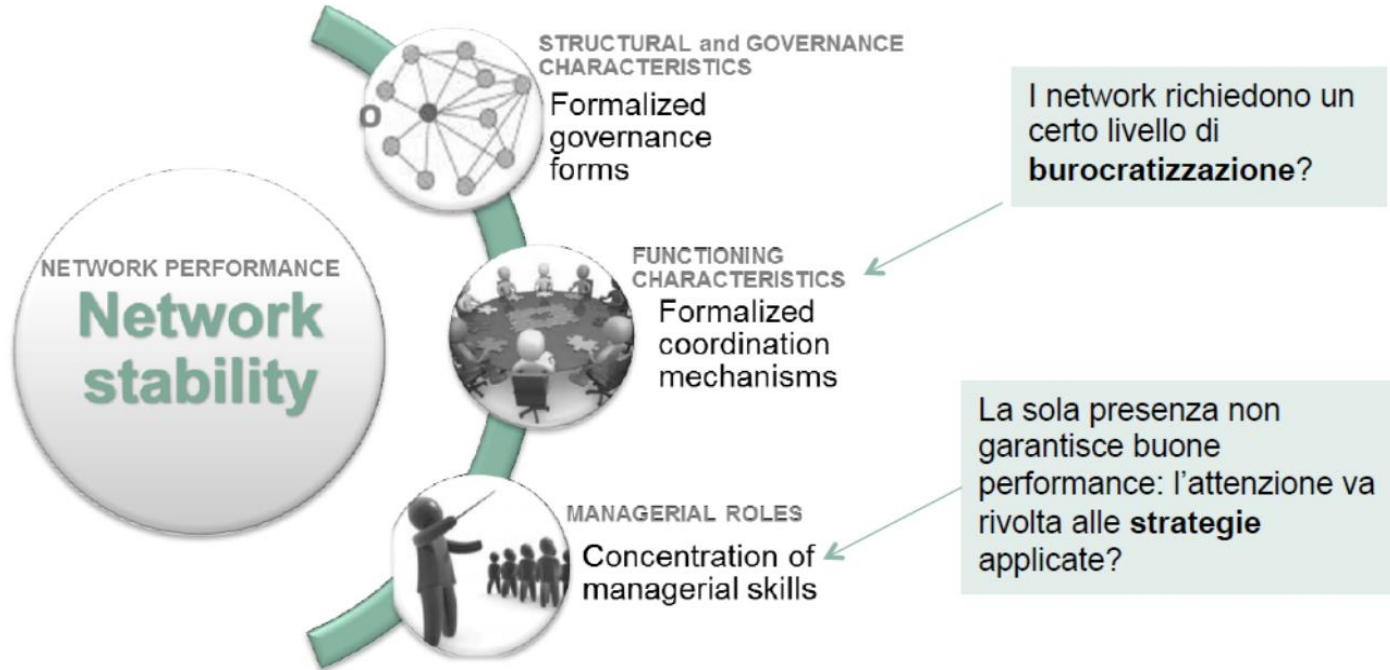 STRUCTURAL and GOVERNANCE
CHARACTERISTICS
Formalized
governance
forms
I network richiedono un
certo livello di
burocratizzazione?
NETWORK PERFORMANCE
Network
stability
FUNCTIONING
CHARACTERISTICS
Formalized
coordination
mechanisms
La sola presenza non
garantisce buone
performance: l'attenzione va
rivolta alle strategie
applicate?
MANAGERIAL ROLES
Concentration of
managerial skills